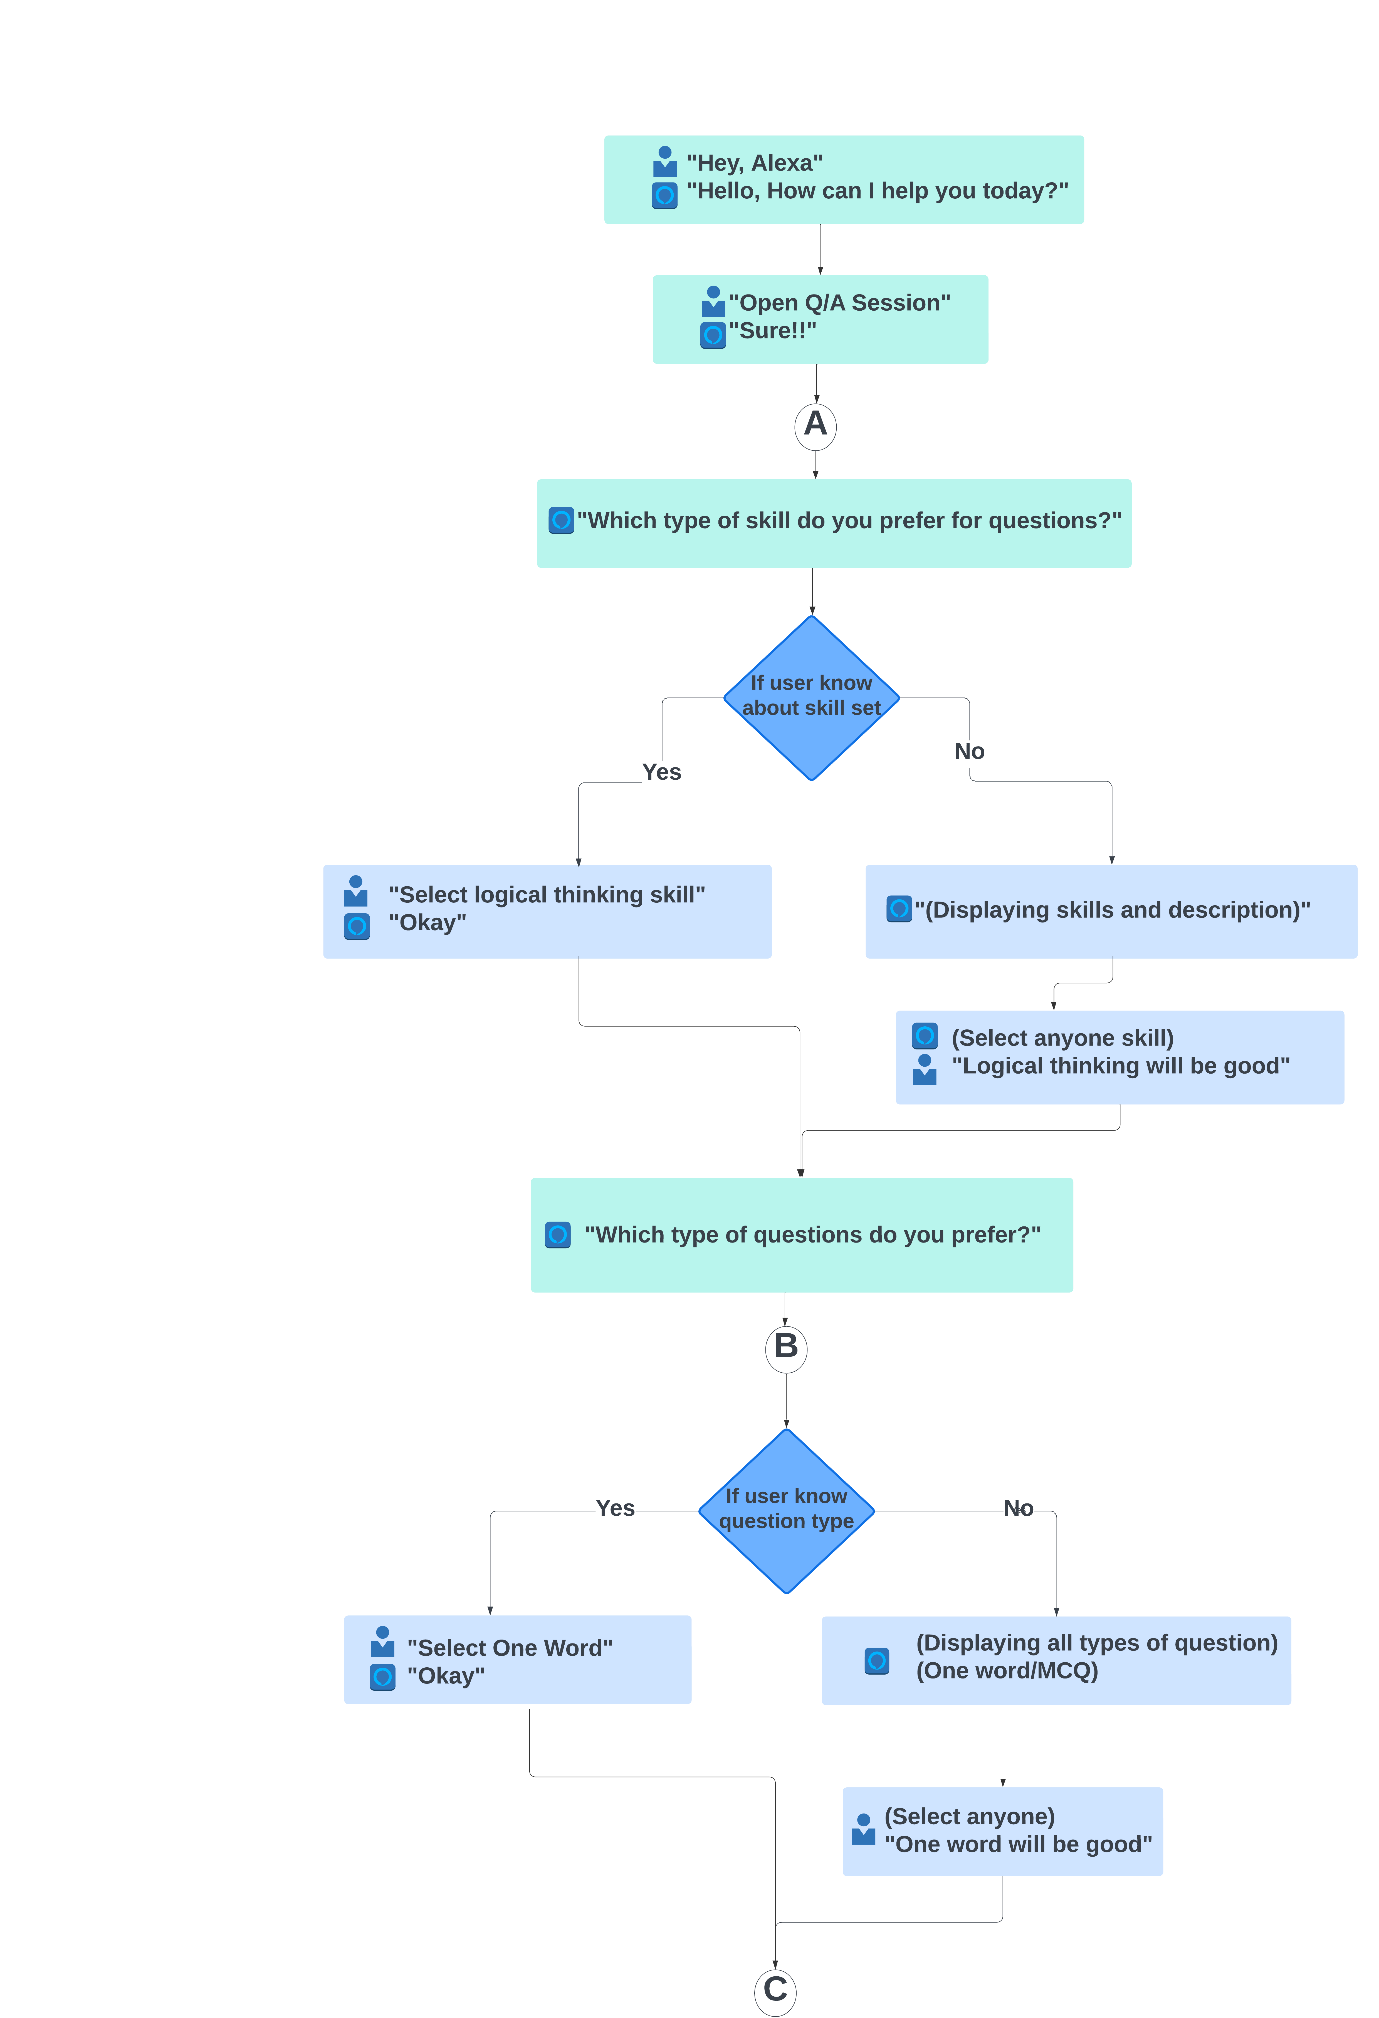 "Hey, Alexa"
"Hello, How can I help you today?"
"Open Q/A Session"
"Sure!!"
A
"Which type of skill do you prefer for questions?"
If user know
about skill set
Yes
No
"Select logical thinking skill"
"Okay"
"(Displaying skills and description)"
(Select anyone skill)
"Logical thinking will be good"
"Which type of questions do you prefer?"
B
If user know
question type
Yes
No
"Select One Word"
"Okay"
(Displaying all types of question)
(One word/MCQ)
(Select anyone)
"One word will be good"
C